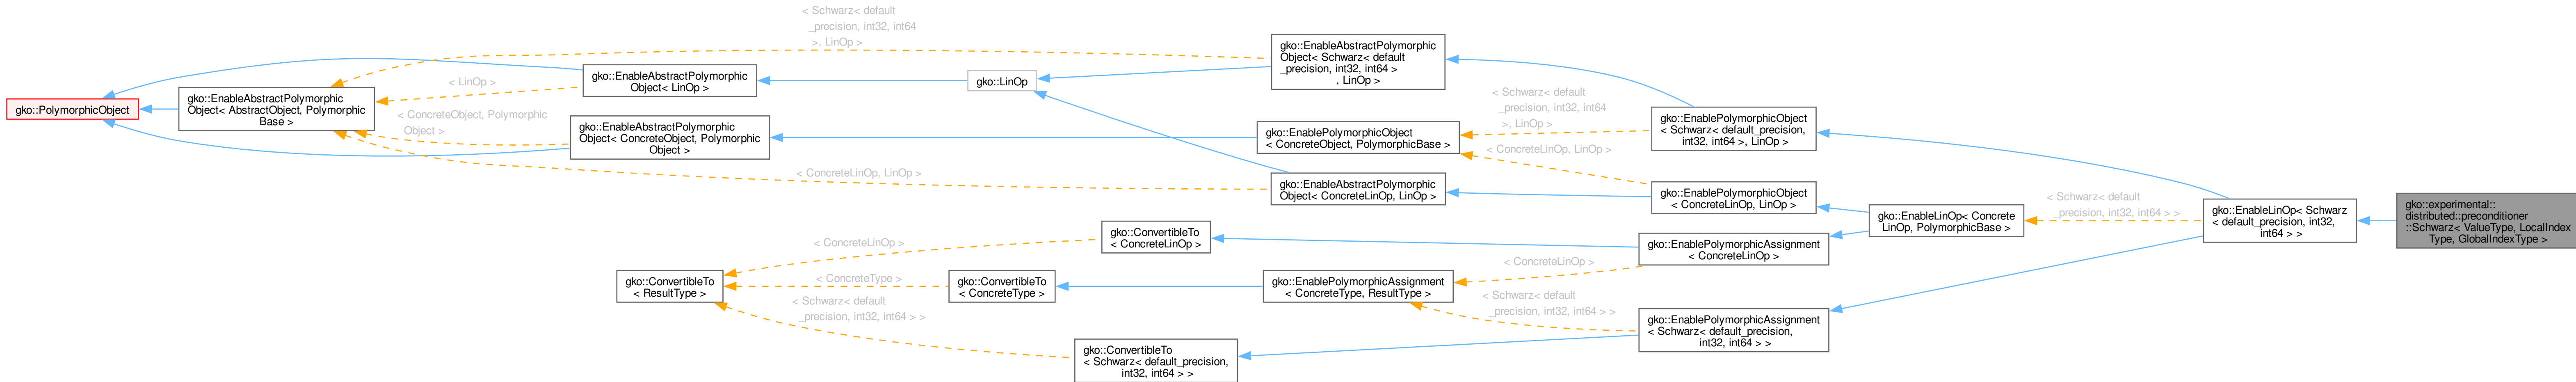 gko::PolymorphicObject
gko::EnableAbstractPolymorphic
Object< AbstractObject, Polymorphic
Base >
< Schwarz< default
_precision, int32, int64
>, LinOp >
< LinOp >
< ConcreteObject, Polymorphic
Object >
gko::EnableAbstractPolymorphic
Object< LinOp >
gko::EnableAbstractPolymorphic
Object< ConcreteObject, Polymorphic
Object >
< ConcreteLinOp, LinOp >
gko::LinOp
gko::EnableAbstractPolymorphic
Object< Schwarz< default
_precision, int32, int64 >
, LinOp >
gko::EnablePolymorphicObject
< ConcreteObject, PolymorphicBase >
gko::EnableAbstractPolymorphic
Object< ConcreteLinOp, LinOp >
< Schwarz< default
_precision, int32, int64
>, LinOp >
< ConcreteLinOp, LinOp >
gko::EnablePolymorphicObject
< Schwarz< default_precision,
int32, int64 >, LinOp >
gko::EnablePolymorphicObject
< ConcreteLinOp, LinOp >
gko::ConvertibleTo
< ResultType >
< ConcreteLinOp >
< ConcreteType >
< Schwarz< default
_precision, int32, int64 > >
gko::ConvertibleTo
< ConcreteLinOp >
gko::ConvertibleTo
< ConcreteType >
gko::ConvertibleTo
< Schwarz< default_precision,
int32, int64 > >
gko::EnablePolymorphicAssignment
< ConcreteType, ResultType >
< ConcreteLinOp >
< Schwarz< default
_precision, int32, int64 > >
gko::EnablePolymorphicAssignment
< ConcreteLinOp >
gko::EnablePolymorphicAssignment
< Schwarz< default_precision,
int32, int64 > >
gko::EnableLinOp< Concrete
LinOp, PolymorphicBase >
< Schwarz< default
_precision, int32, int64 > >
gko::EnableLinOp< Schwarz
< default_precision, int32,
int64 > >
gko::experimental::
distributed::preconditioner
::Schwarz< ValueType, LocalIndex
Type, GlobalIndexType >